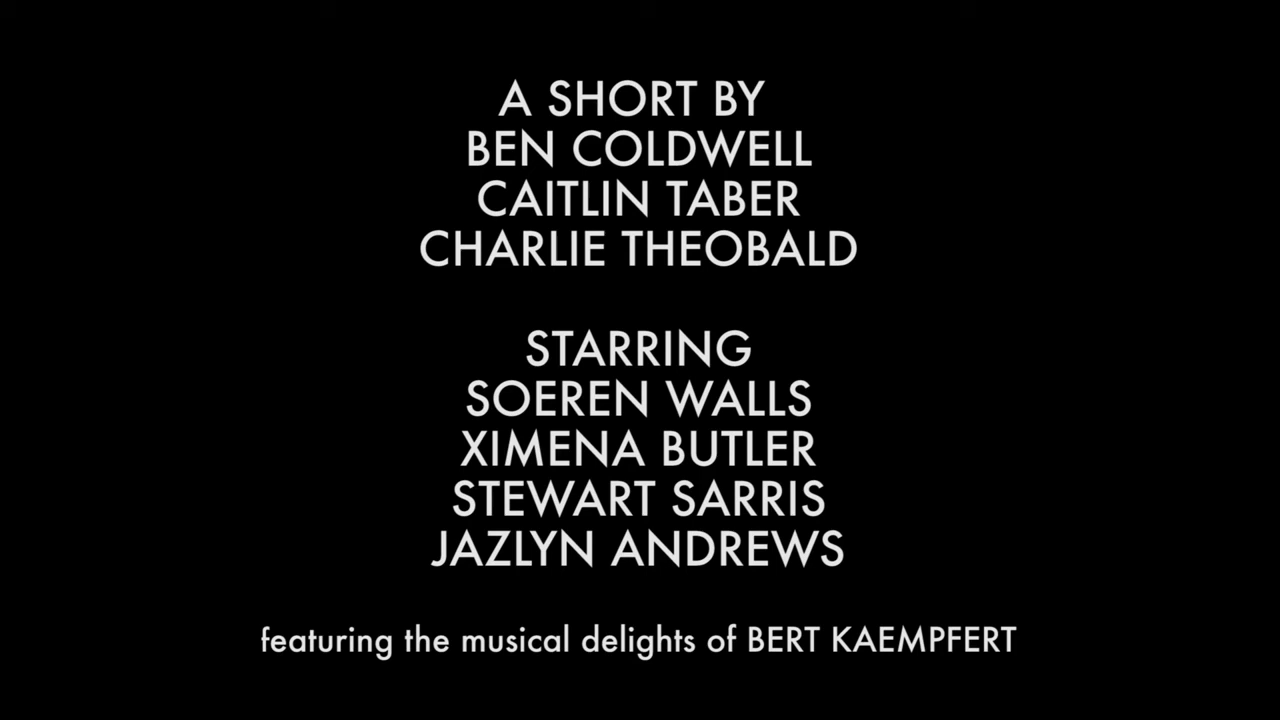 A SHORT BY
BEN COLDWELL
CAITLIN TABER
CHARLIE THEOBALD
STARRING
SOEREN WALLS
XIMENA BUTLER
STEWART SARRIS
JAZLYN ANDREWS
featuring the musical delights of BERT KAEMPFERT